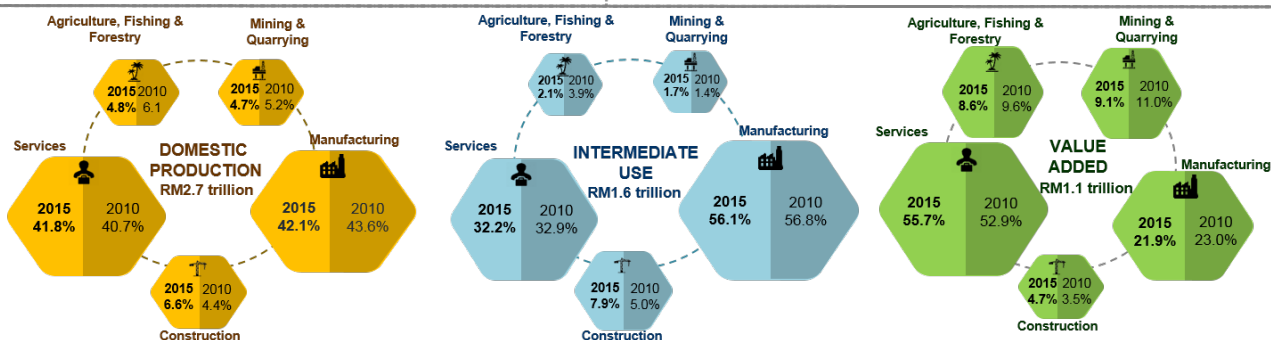 Agriculture, Fishing &
Forestry
Mining &
Quarrying
2015 2010
4.8% 6.1
2015 2010
4.7% 5.2%
Services
Manufacturing
DOMESTIC
PRODUCTION
RM2.7 trillion
2015 2010
41.8% 40.7%
2015 2010
42.1% 43.6%
2015 2010
6.6% 4.4%
Construction
Agriculture, Fishing &
Forestry
Mining &
Quarrying
2015 2010
2.1% 3.9%
2015 2010
1.7% 1.4%
Services
Manufacturing
INTERMEDIATE
USE
RM1.6 trillion
2015 2010
32.2% 32.9%
2015 2010
56.1% 56.8%
2015 2010
7.9% 5.0%
Construction
Agriculture, Fishing &
Forestry
Mining &
Quarrying
2015 2010
8.6% 9.6%
2015 2010
9.1% 11.0%
Services
Manufacturing
VALUE
ADDED
RM1.1 trillion
2015 2010
55.7% 52.9%
2015 2010
21.9% 23.0%
2015 2010
4.7% 3.5%
Construction